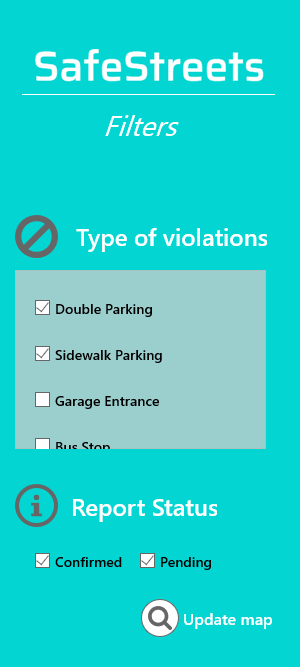 SafeStreets
Filters
Type of violations
Double Parking
Sidewalk Parking
Garage Entrance
Bus Stop
Report Status
Confirmed Pending
Update map